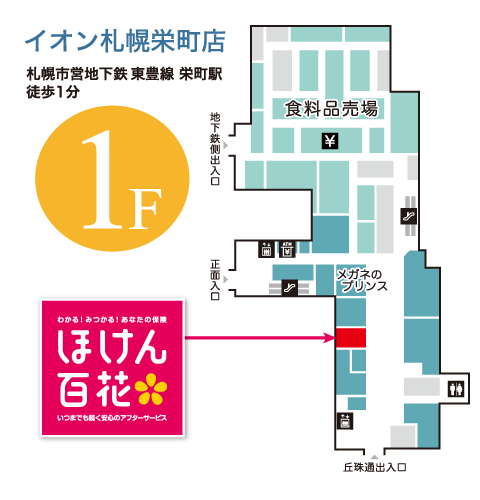 イオン札幌栄町店
札幌市営地下鉄 東豊線 栄町駅
徒歩1分
1F
地下鉄側出入口
食料品売場
¥
正面入口
ATM
¥
メガネの
プリンス
わかる!みつかる!あなたの保険
ほけん
百花
いつまでも続く安心のアフターサービス
丘珠通出入口